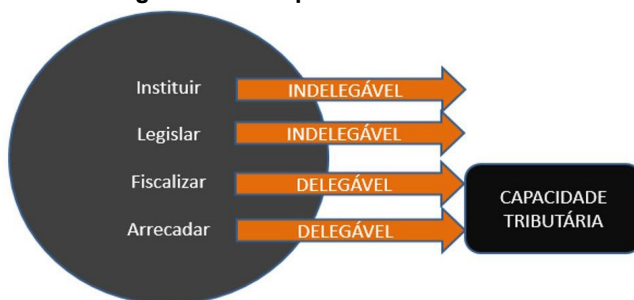 Instituir INDELEGÁVEL
Legislar INDELEGÁVEL
Fiscalizar DELEGÁVEL
Arrecadar DELEGÁVEL
CAPACIDADE
TRIBUTÁRIA